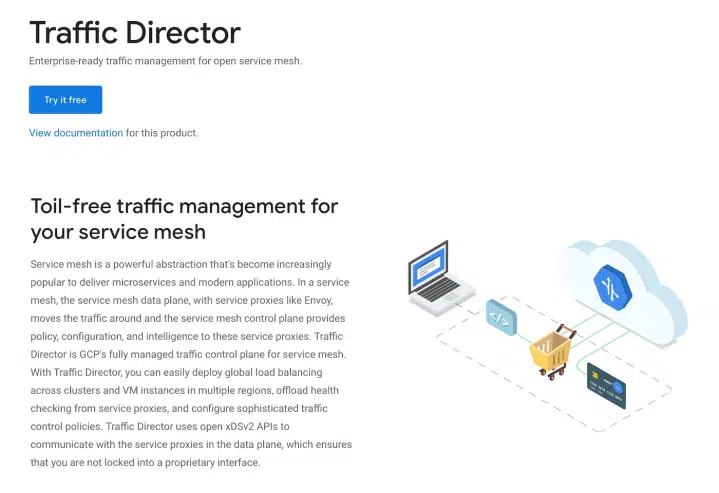 Traffic Director
Enterprise-ready traffic management for open service mesh.
Try it free
View documentation for this product.
Toil-free traffic management for
your service mesh
Service mesh is a powerful abstraction that's become increasingly
popular to deliver microservices and modern applications. In a service
mesh, the service mesh data plane, with service proxies like Envoy,
moves the traffic around and the service mesh control plane provides
policy, configuration, and intelligence to these service proxies. Traffic
Director is GCP's fully managed traffic control plane for service mesh.
With Traffic Director, you can easily deploy global load balancing
across clusters and VM instances in multiple regions, offload health
checking from service proxies, and configure sophisticated traffic
control policies. Traffic Director uses open xDSv2 APIs to
communicate with the service proxies in the data plane, which ensures
that you are not locked into a proprietary interface.
</>